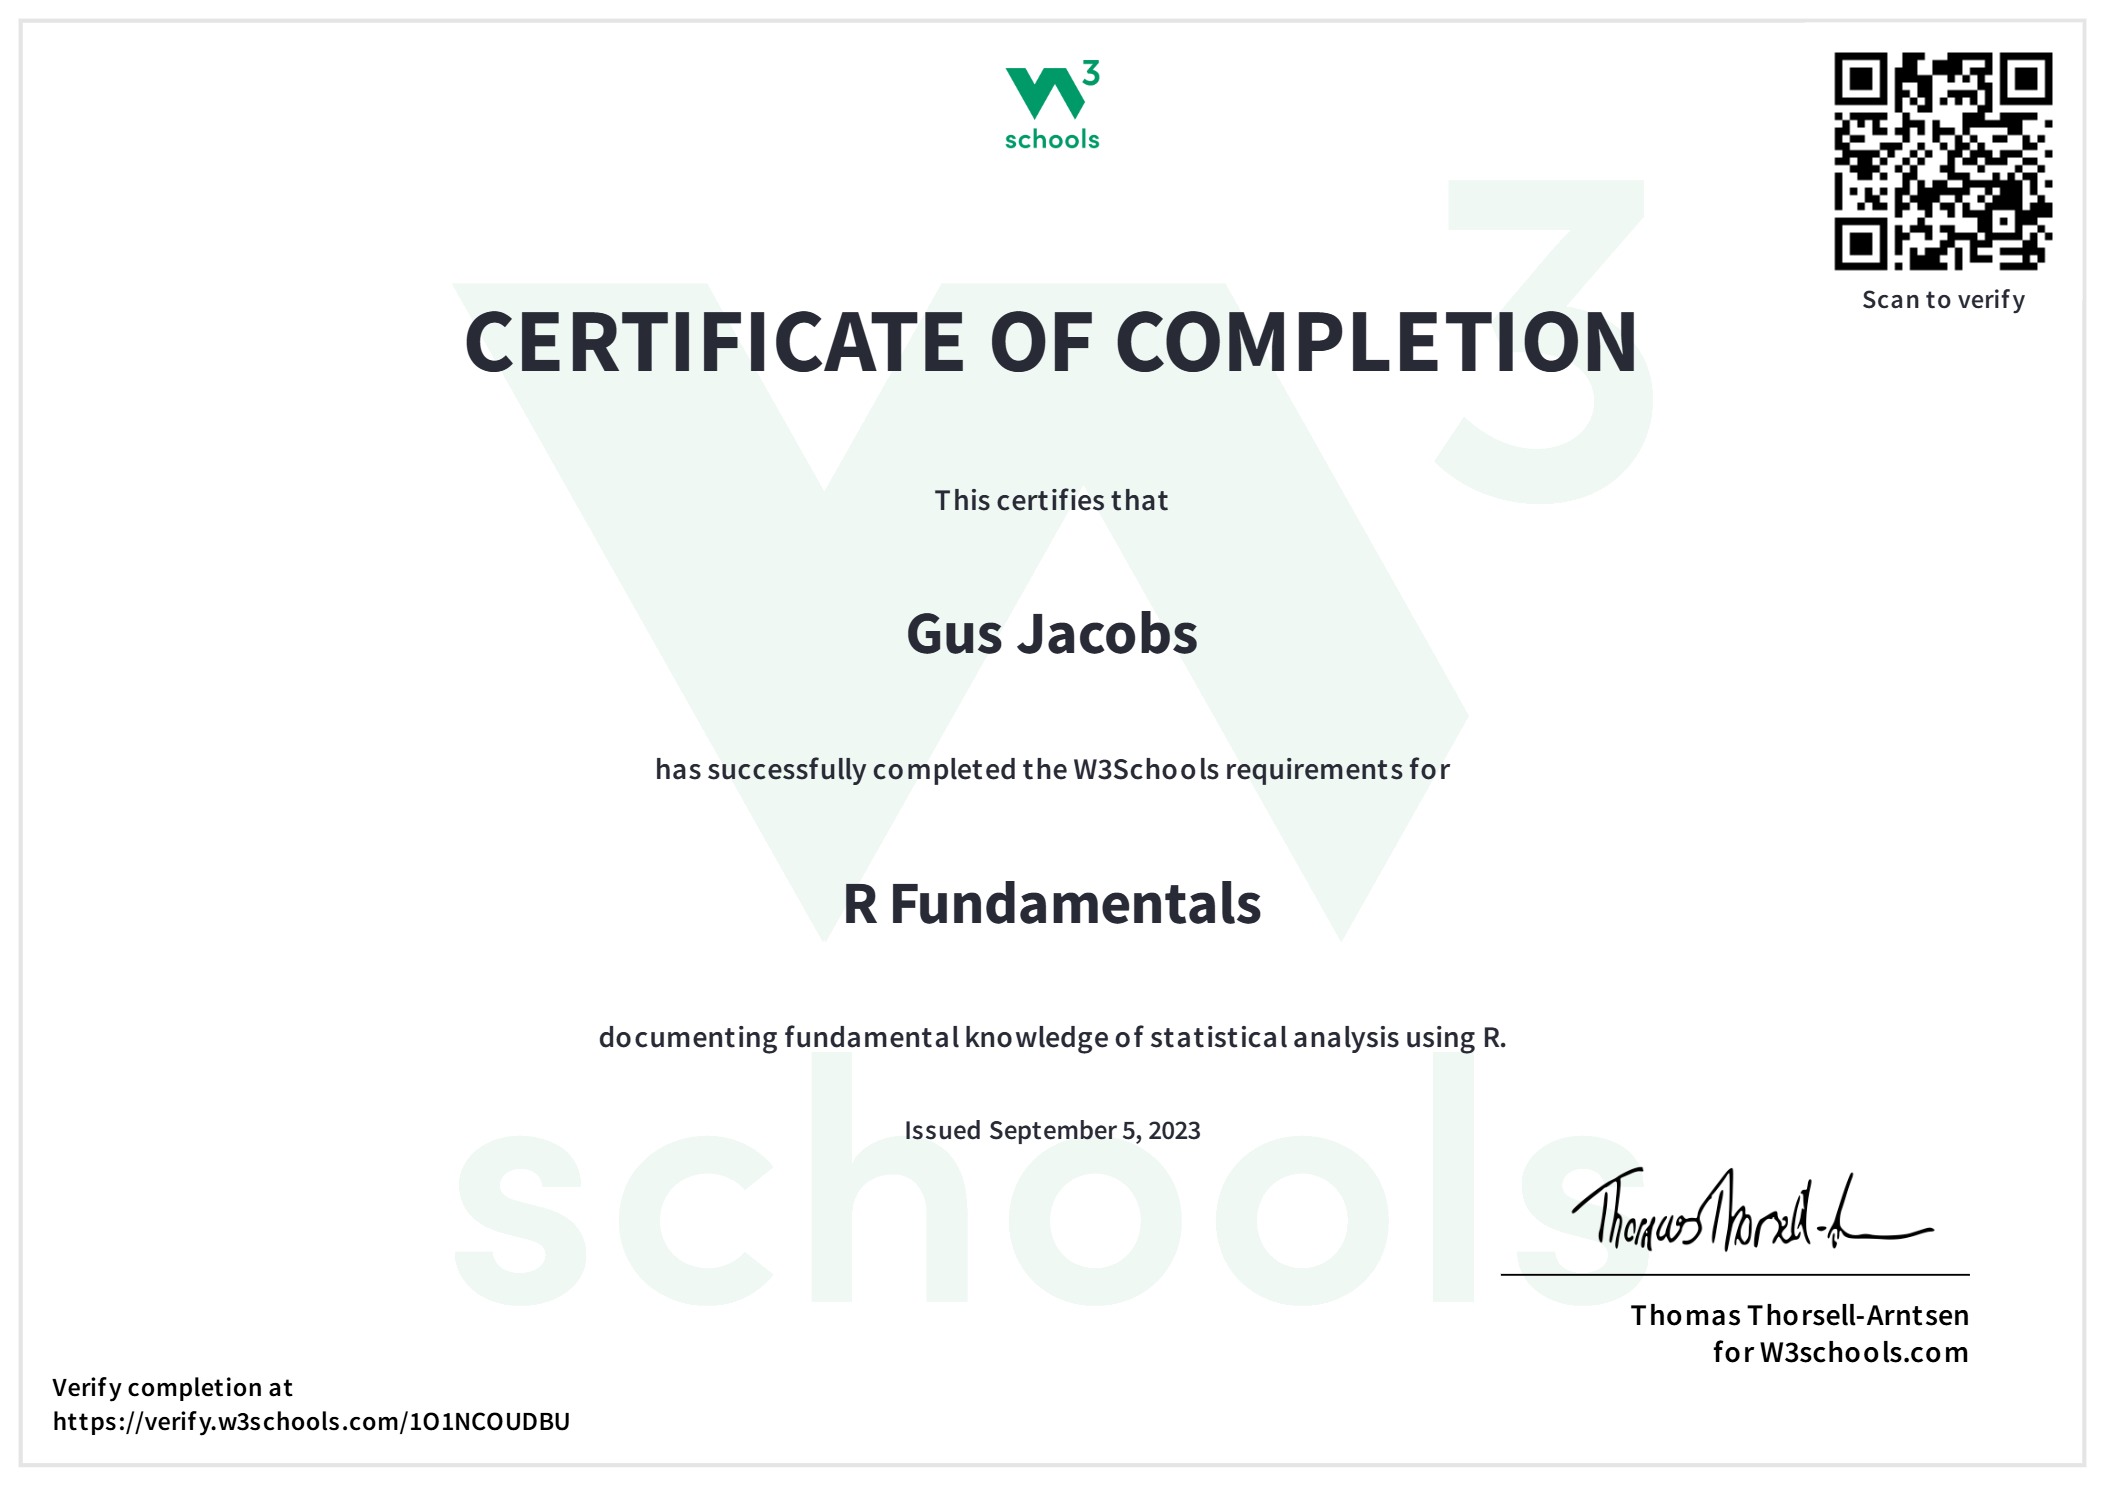 3
schools
Scan to verify
CERTIFICATE OF COMPLETION
This certifies that
Gus Jacobs
has successfully completed the W3Schools requirements for
R Fundamentals
documenting fundamental knowledge of statistical analysis using R.
Issued September 5, 2023
Thomas Thorsell-A
Thomas Thorsell-Arntsen
for W3schools.com
Verify completion at
https://verify.w3schools.com/1O1NCOUDBU
W3
schools